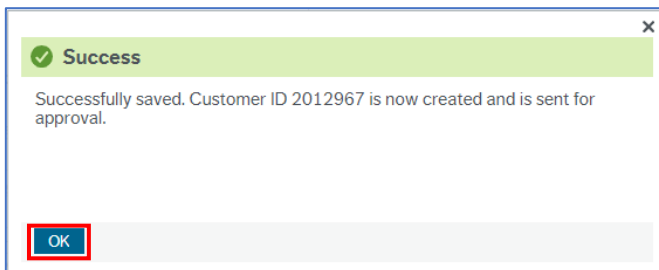 ×
Success
Successfully saved. Customer ID 2012967 is now created and is sent for
approval.
OK